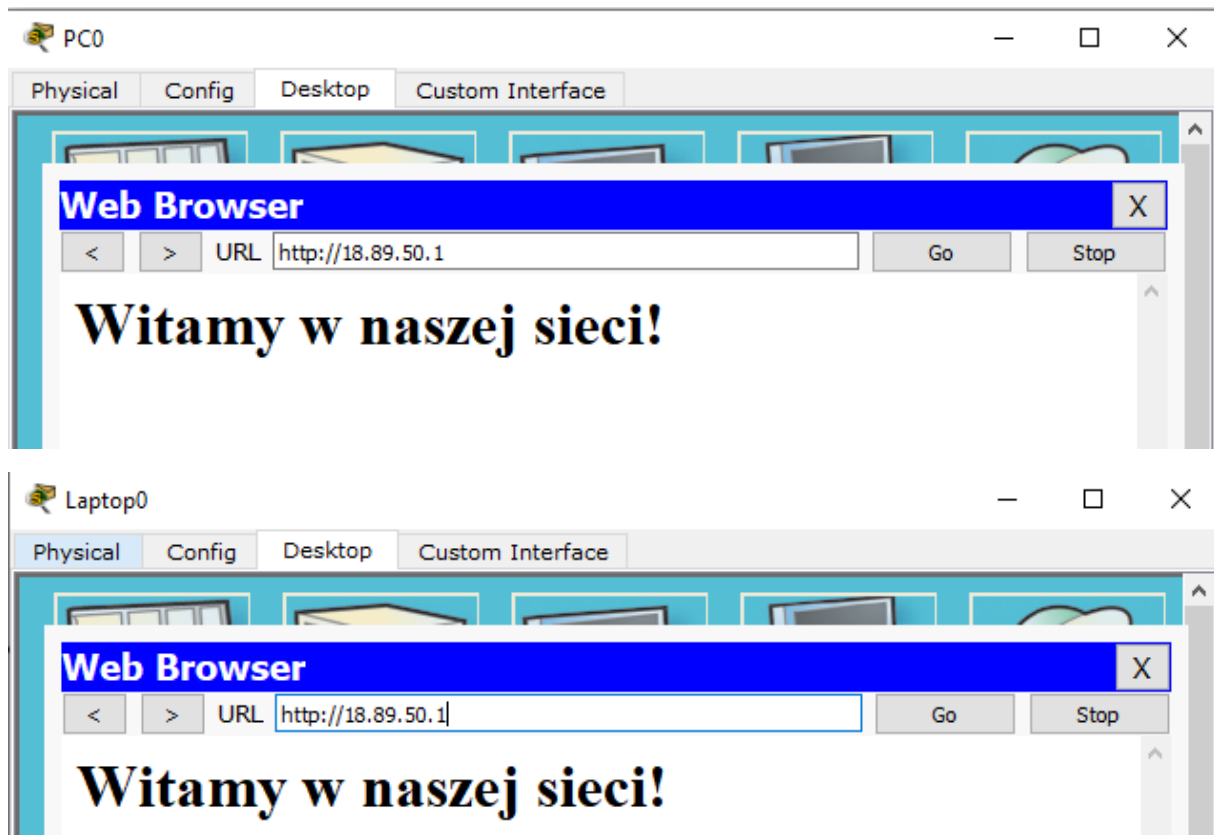 PC0
Physical Config Desktop Custom Interface
Web Browser X
< > URL http://18.89.50.1 Go Stop
Witamy w naszej sieci!
Laptop0
Physical Config Desktop Custom Interface
Web Browser X
< > URL http://18.89.50.1 Go Stop
Witamy w naszej sieci!